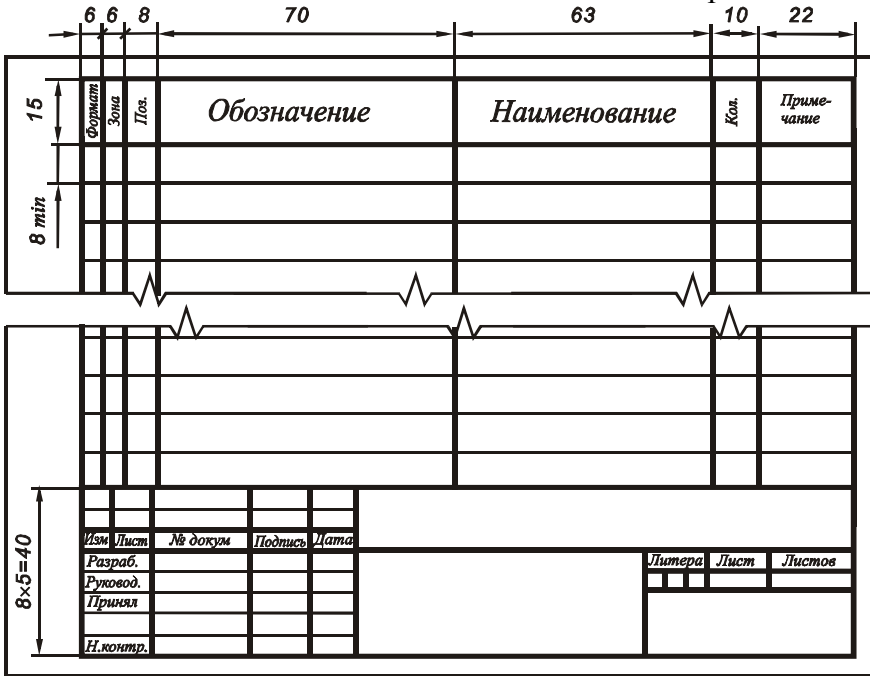 6 6 8 70 63 10 22
15
Формат Зона Поз. Обозначение Наименование Кол. Приме-
чание
8 min
8×5=40
Изм Лист № докум Подпись Дата
Разраб.
Литера Лист Листов
Руковод.
Принял
Н.контр.